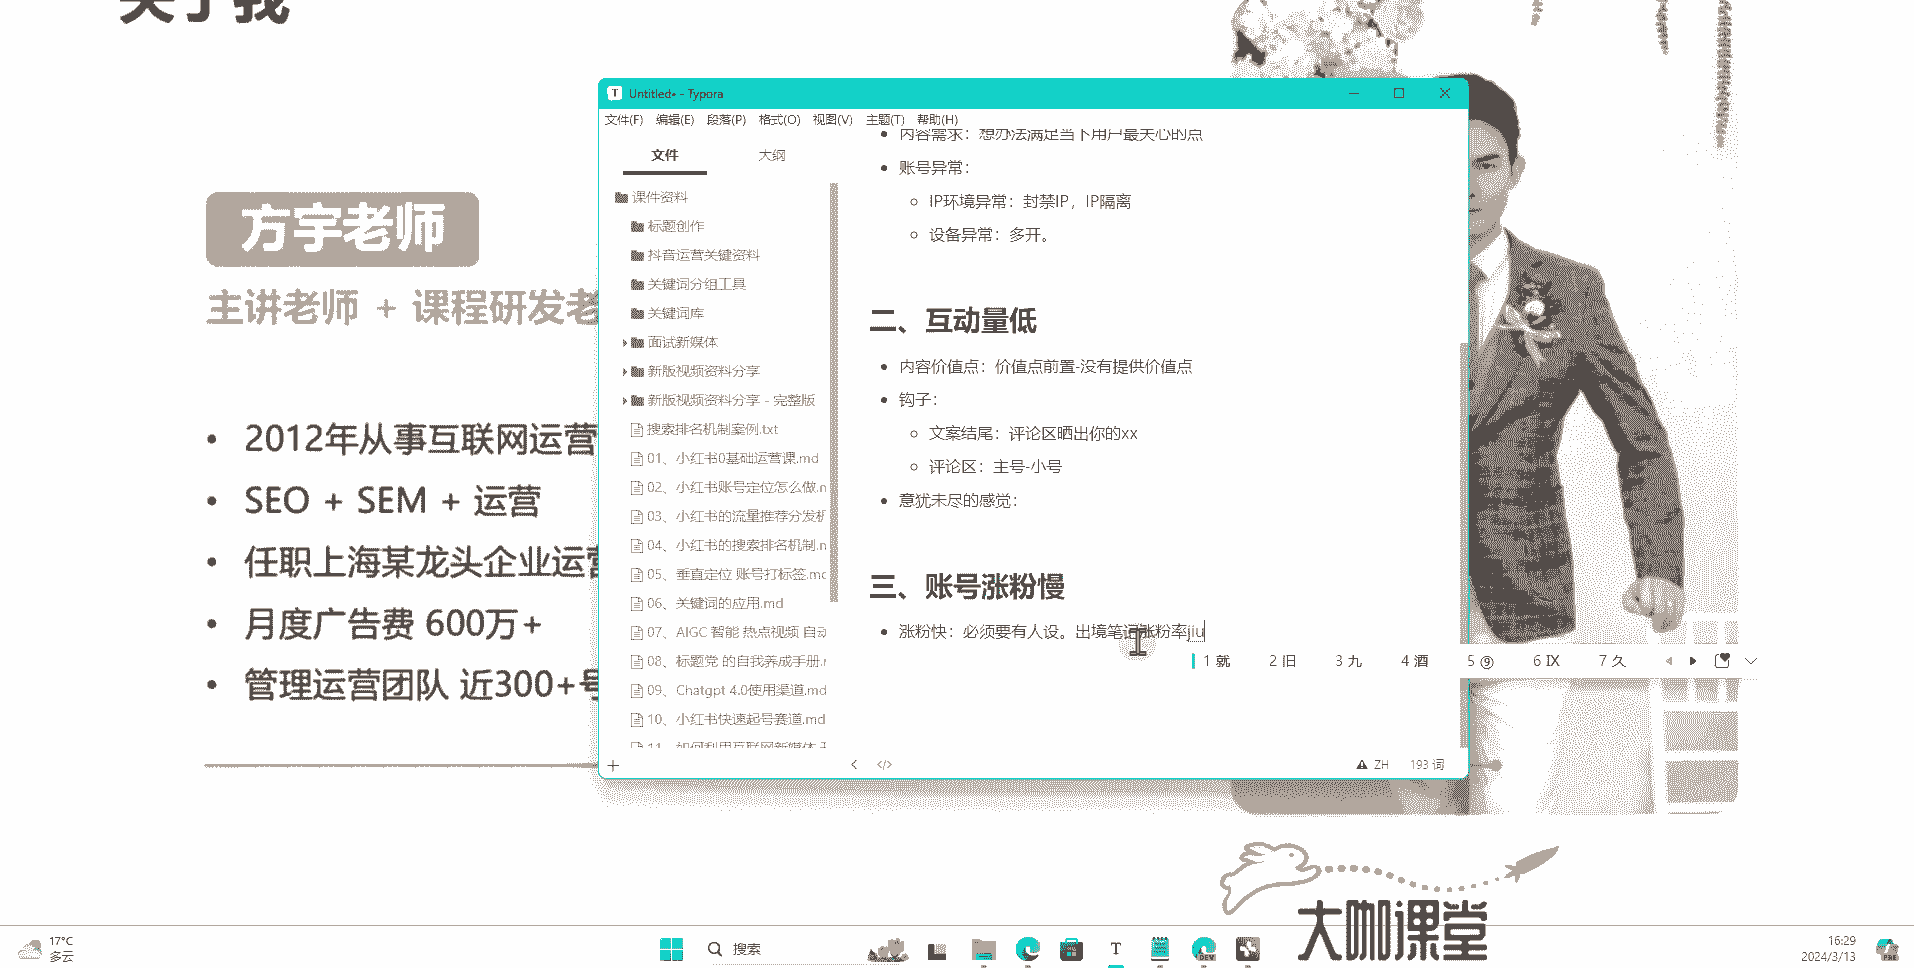 关于我
方宇老师
主讲老师 + 课程研发老
• 2012年从事互联网运营
• SEO + SEM + 运营
• 任职上海某龙头企业运营
• 月度广告费 600万+
• 管理运营团队 近300+号
Untitled• - Typora
文件(F) 编辑(E) 段落(P) 格式(O) 视图(V) 主题(T) 帮助(H)
文件 大纲
课件资料
标题创作
抖音运营关键资料
关键词分组工具
关键词库
面试新媒体
新版视频资料分享
新版视频资料分享 - 完整版
搜索排名机制案例.txt
01、小红书0基础运营课.md
02、小红书账号定位怎么做.n
03、小红书的流量推荐分发机
04、小红书的搜索排名机制.n
05、垂直定位 账号打标签.mc
06、关键词的应用.md
07、AIGC 智能 热点视频 自动
08、标题党 的自我养成手册.r
09、Chatgpt 4.0使用渠道.md
10、小红书快速起号赛道.md
11、如何利用互联网新媒体
• 内容需求：想办法满足当下用户最关心的点
• 账号异常：
IP环境异常：封禁IP，IP隔离
设备异常：多开。
二、互动量低
• 内容价值点：价值点前置-没有提供价值点
• 钩子：
文案结尾：评论区晒出你的xx
评论区：主号-小号
• 意犹未尽的感觉：
三、账号涨粉慢
• 涨粉快：必须要有人设。出境笔记涨粉率jiu
1 就 2 旧 3 九 4 酒 5 ⑨ 6 Ⅸ 7 久
ZH 193 词
大咖课堂
17°C
多云
搜索
16:29
2024/3/13